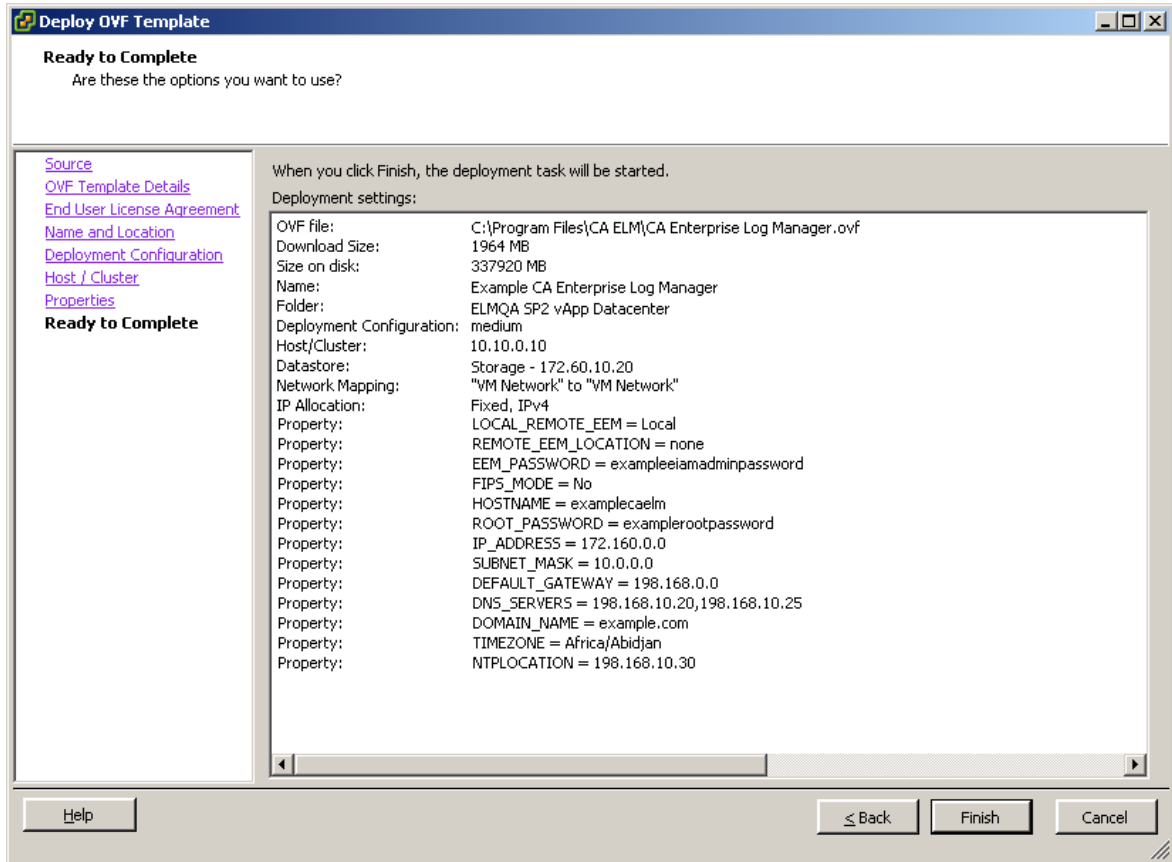 Deploy OVF Template
Ready to Complete
Are these the options you want to use?
Source
OVF Template Details
End User License Agreement
Name and Location
Deployment Configuration
Host / Cluster
Properties
Ready to Complete
When you click Finish, the deployment task will be started.
Deployment settings:
OVF file: C:\Program Files\CA ELM\CA Enterprise Log Manager.ovf
Download Size: 1964 MB
Size on disk: 337920 MB
Name: Example CA Enterprise Log Manager
Folder: ELMQA SP2 vApp Datacenter
Deployment Configuration: medium
Host/Cluster: 10.10.0.10
Datastore: Storage - 172.60.10.20
Network Mapping: "VM Network" to "VM Network"
IP Allocation: Fixed, IPv4
Property: LOCAL_REMOTE_EEM = Local
Property: REMOTE_EEM_LOCATION = none
Property: EEM_PASSWORD = exampleeiamadminpassword
Property: FIPS_MODE = No
Property: HOSTNAME = examplecaelm
Property: ROOT_PASSWORD = examplerootpassword
Property: IP_ADDRESS = 172.160.0.0
Property: SUBNET_MASK = 10.0.0.0
Property: DEFAULT_GATEWAY = 198.168.0.0
Property: DNS_SERVERS = 198.168.10.20,198.168.10.25
Property: DOMAIN_NAME = example.com
Property: TIMEZONE = Africa/Abidjan
Property: NTPLOCATION = 198.168.10.30
Help
< Back
Finish
Cancel